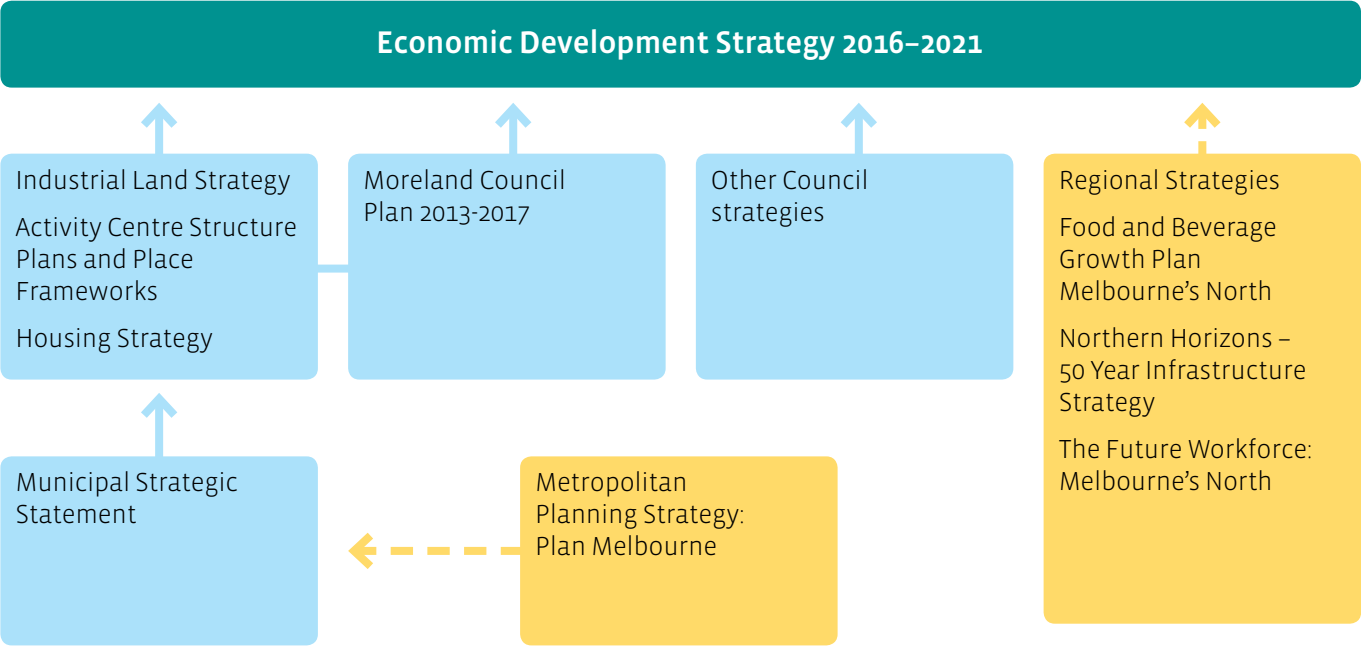 Economic Development Strategy 2016–2021
Industrial Land Strategy
Activity Centre Structure
Plans and Place
Frameworks
Housing Strategy
Moreland Council
Plan 2013-2017
Other Council
strategies
Regional Strategies
Food and Beverage
Growth Plan
Melbourne’s North
Northern Horizons –
50 Year Infrastructure
Strategy
The Future Workforce:
Melbourne’s North
Municipal Strategic
Statement
Metropolitan
Planning Strategy:
Plan Melbourne